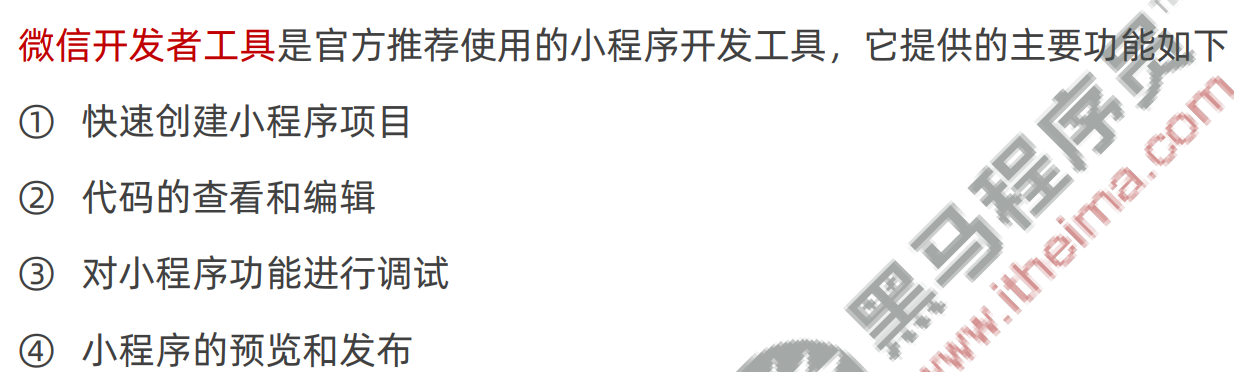 微信开发者工具是官方推荐使用的小程序开发工具，它提供的主要功能如下
① 快速创建小程序项目
② 代码的查看和编辑
③ 对小程序功能进行调试
④ 小程序的预览和发布
黑马程序员™
www.itheima.com